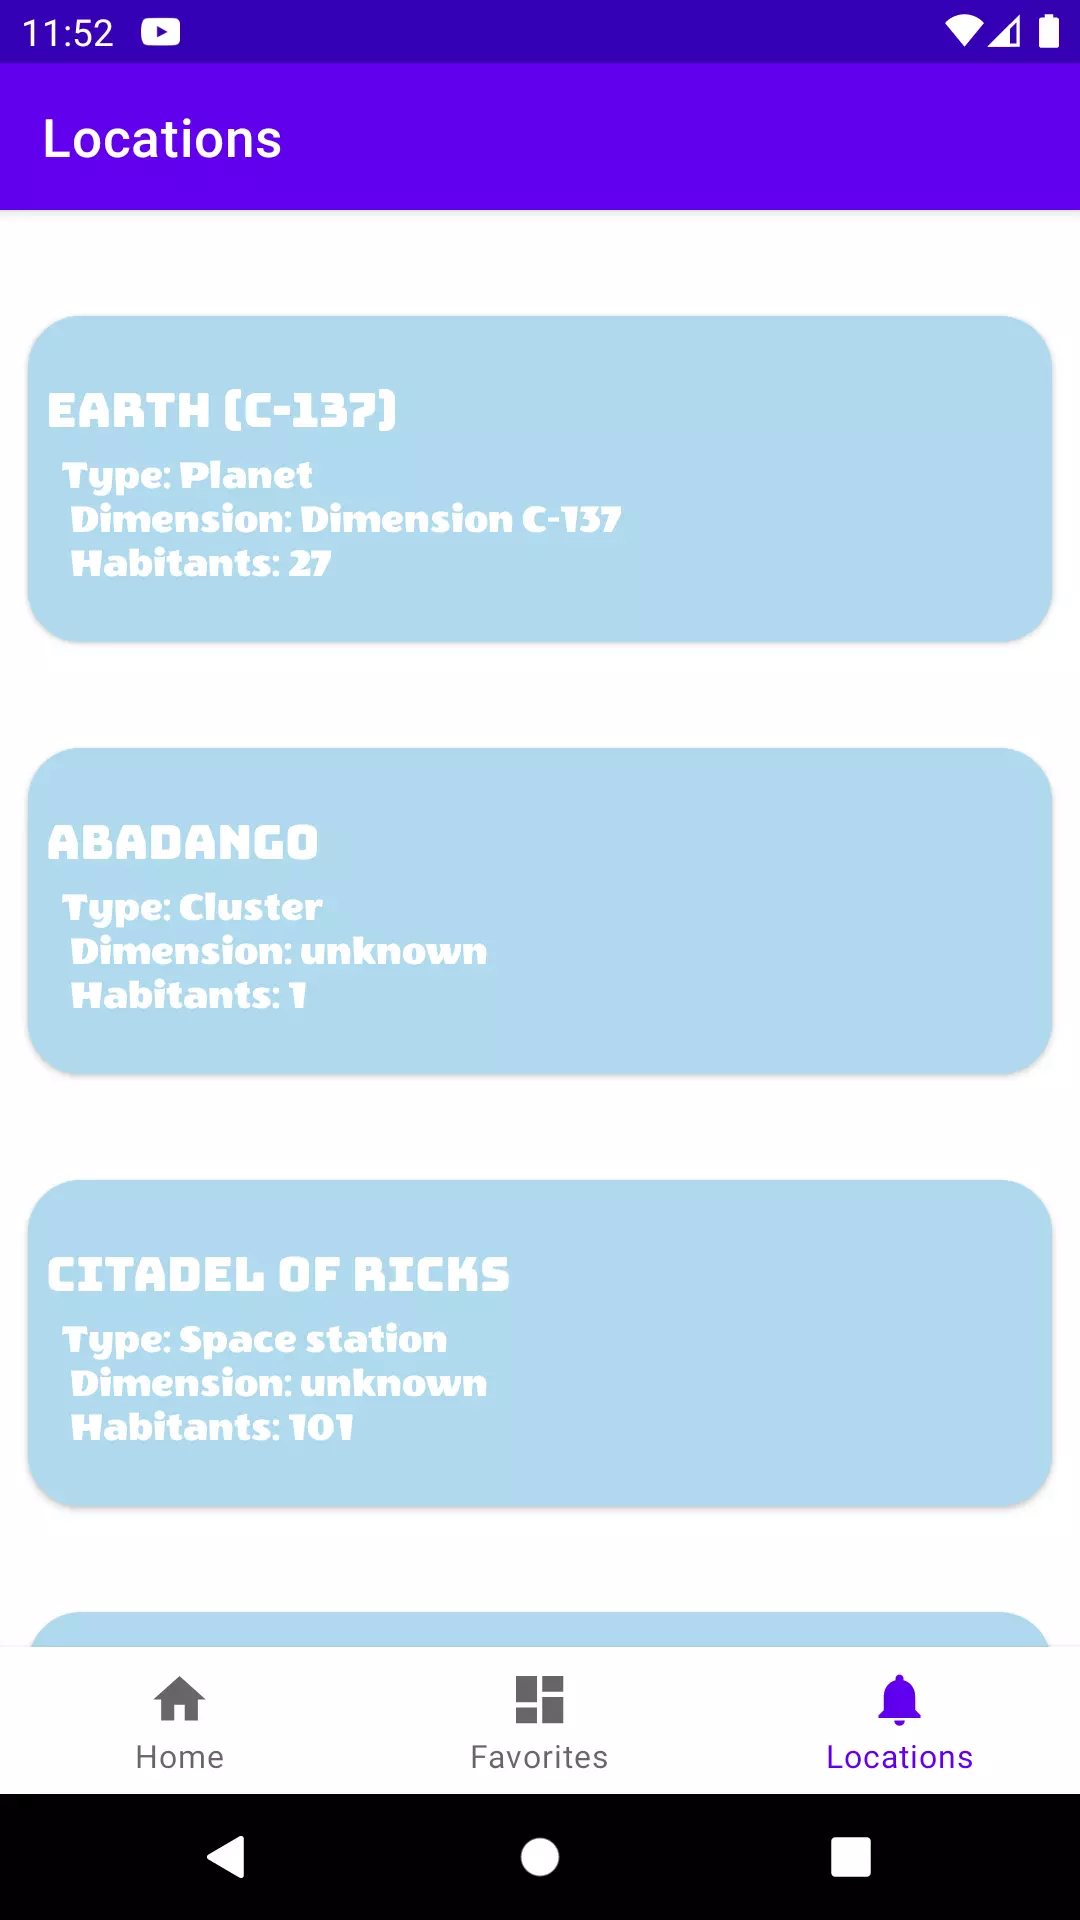 11:52
Locations
EARTH (C-137)
Type: Planet
Dimension: Dimension C-137
Habitants: 27
ABADANGO
Type: Cluster
Dimension: unknown
Habitants: 1
CITADEL OF RICKS
Type: Space station
Dimension: unknown
Habitants: 101
Home
Favorites
Locations